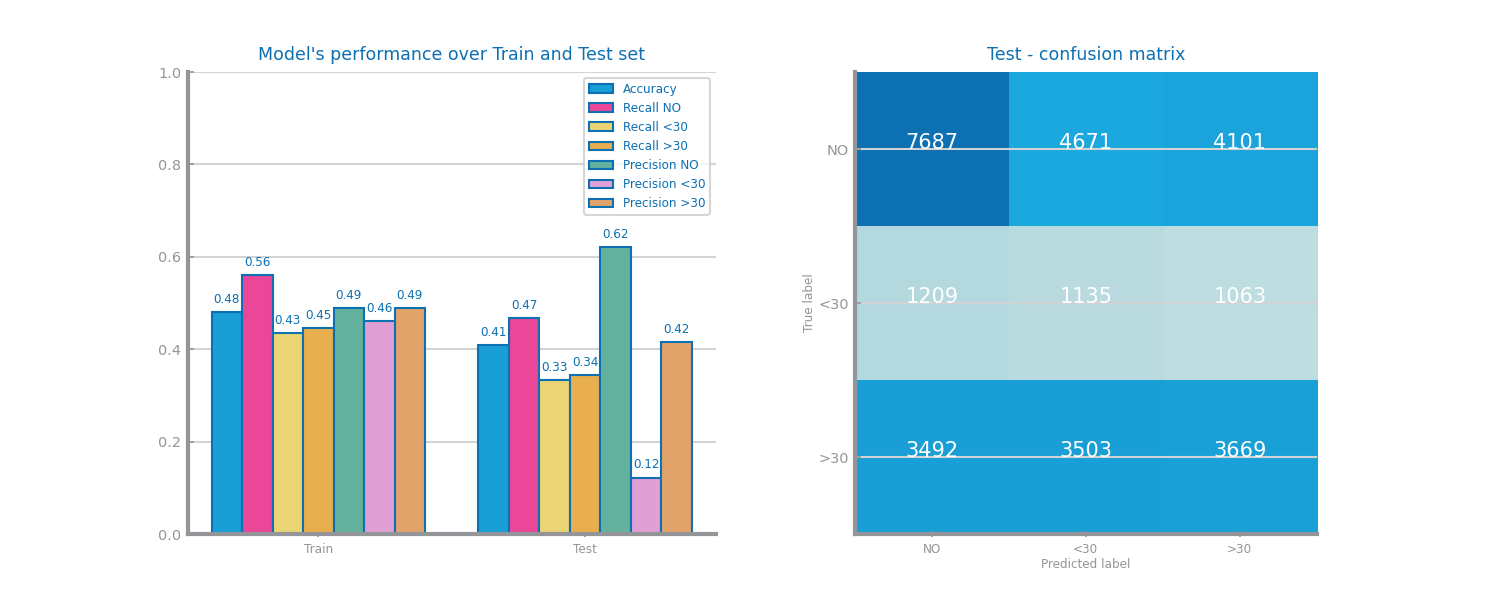 Model's performance over Train and Test set
1.0
0.8
0.6
0.4
0.2
0.0
Accuracy
Recall NO
Recall <30
Recall >30
Precision NO
Precision <30
Precision >30
0.48
0.56
0.43
0.45
0.49
0.46
0.49
0.41
0.47
0.33
0.34
0.62
0.12
0.42
Train
Test
Test - confusion matrix
True label
NO
7687 4671 4101
<30
1209 1135 1063
>30
3492 3503 3669
NO <30 >30
Predicted label